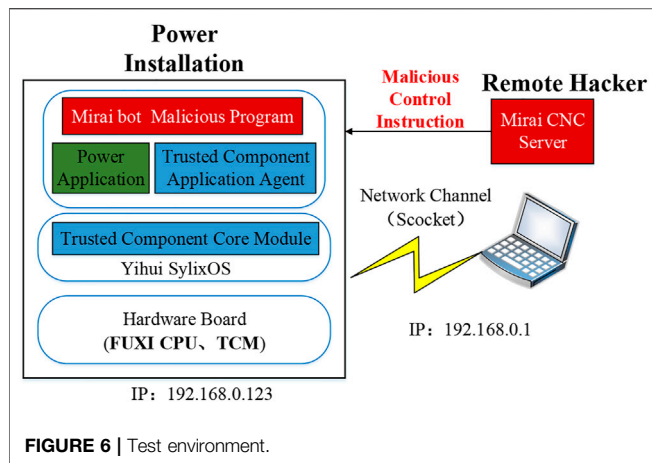 Power
Installation
Mirai bot Malicious Program
Power
Application
Trusted Component
Application Agent
Trusted Component Core Module
Yihui SylixOS
Hardware Board
(FUXI CPU、TCM)
IP：192.168.0.123
Malicious
Control
Instruction
Remote Hacker
Mirai CNC
Server
Network Channel
（Scocket）
IP：192.168.0.1
FIGURE 6 | Test environment.